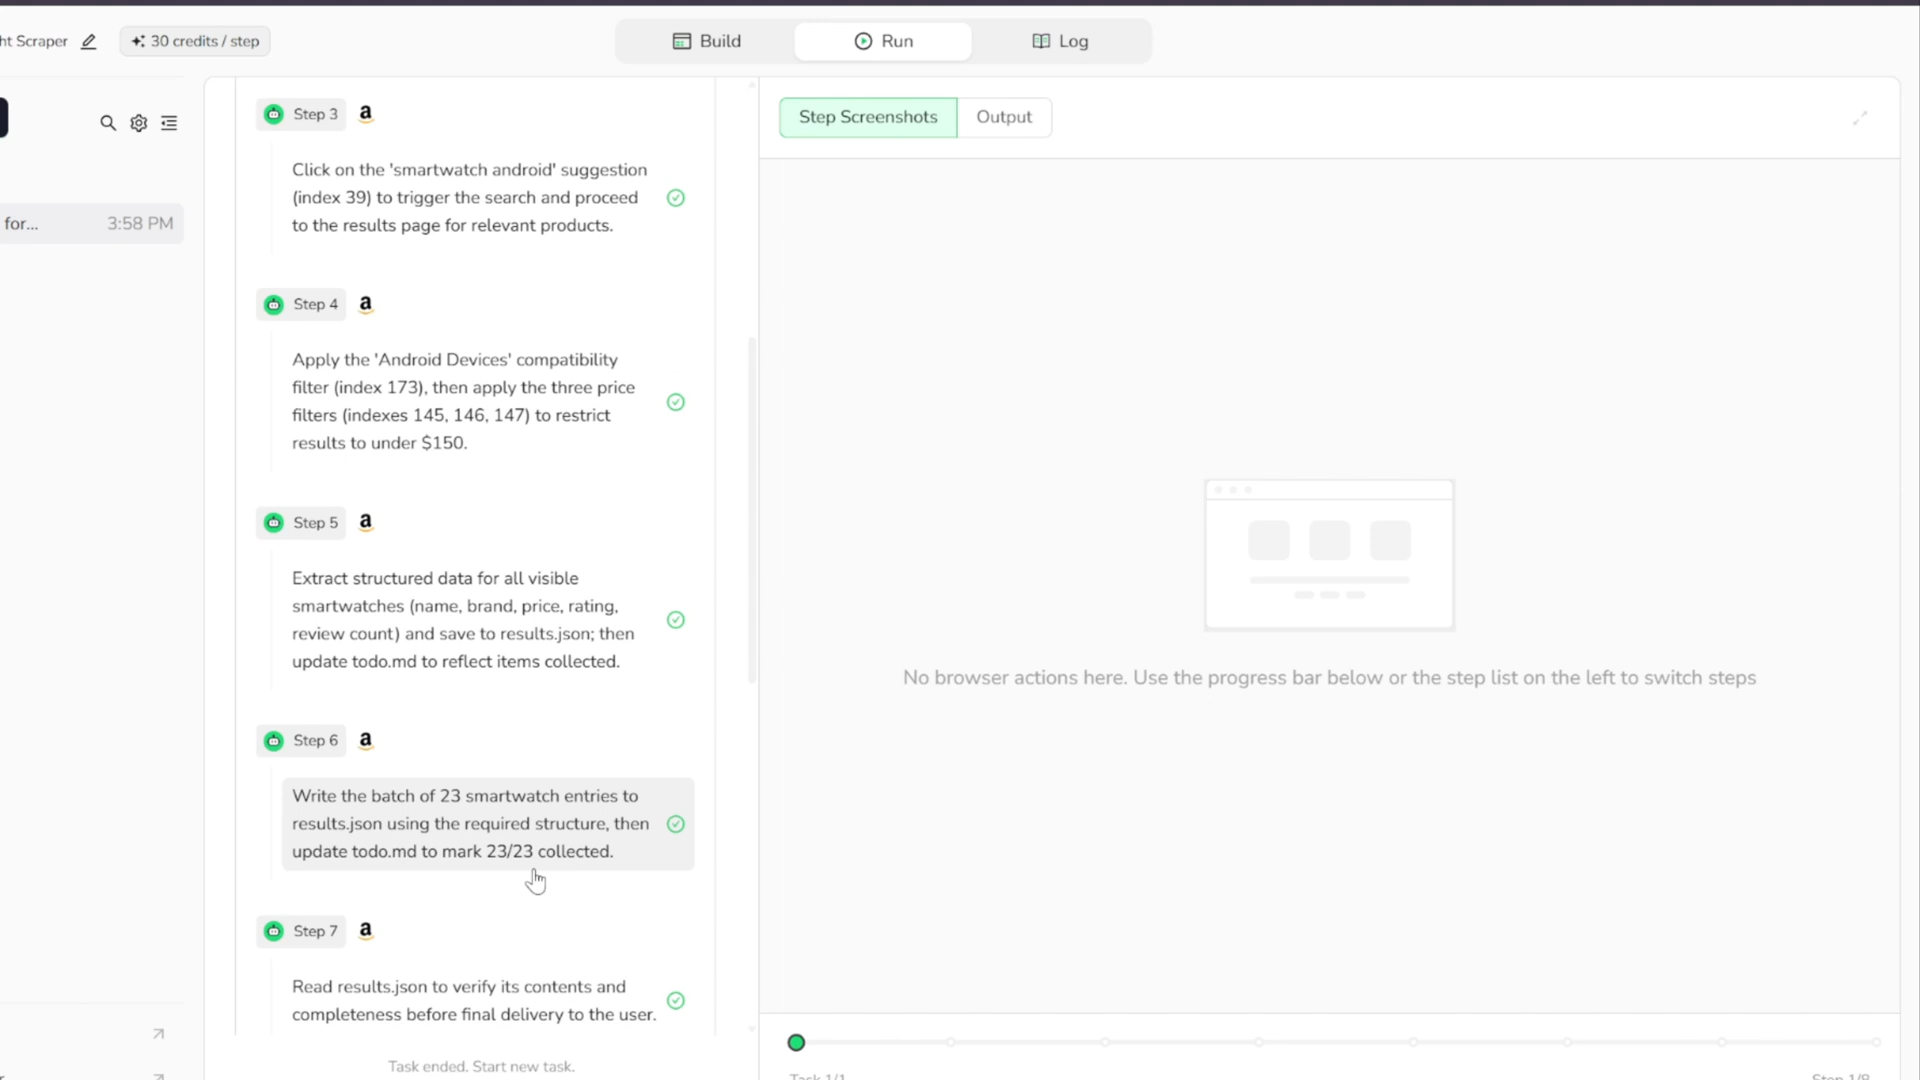 ht Scraper
30 credits / step
Build
Run
Log
for...
3:58 PM
Step 3
a
Click on the 'smartwatch android' suggestion
(index 39) to trigger the search and proceed
to the results page for relevant products.
Step 4
a
Apply the 'Android Devices' compatibility
filter (index 173), then apply the three price
filters (indexes 145, 146, 147) to restrict
results to under $150.
Step 5
a
Extract structured data for all visible
smartwatches (name, brand, price, rating,
review count) and save to results.json; then
update todo.md to reflect items collected.
Step 6
a
Write the batch of 23 smartwatch entries to
results.json using the required structure, then
update todo.md to mark 23/23 collected.
Step 7
a
Read results.json to verify its contents and
completeness before final delivery to the user.
Task ended. Start new task.
Step Screenshots
Output
No browser actions here. Use the progress bar below or the step list on the left to switch steps
Task 1/1
Step 1/8